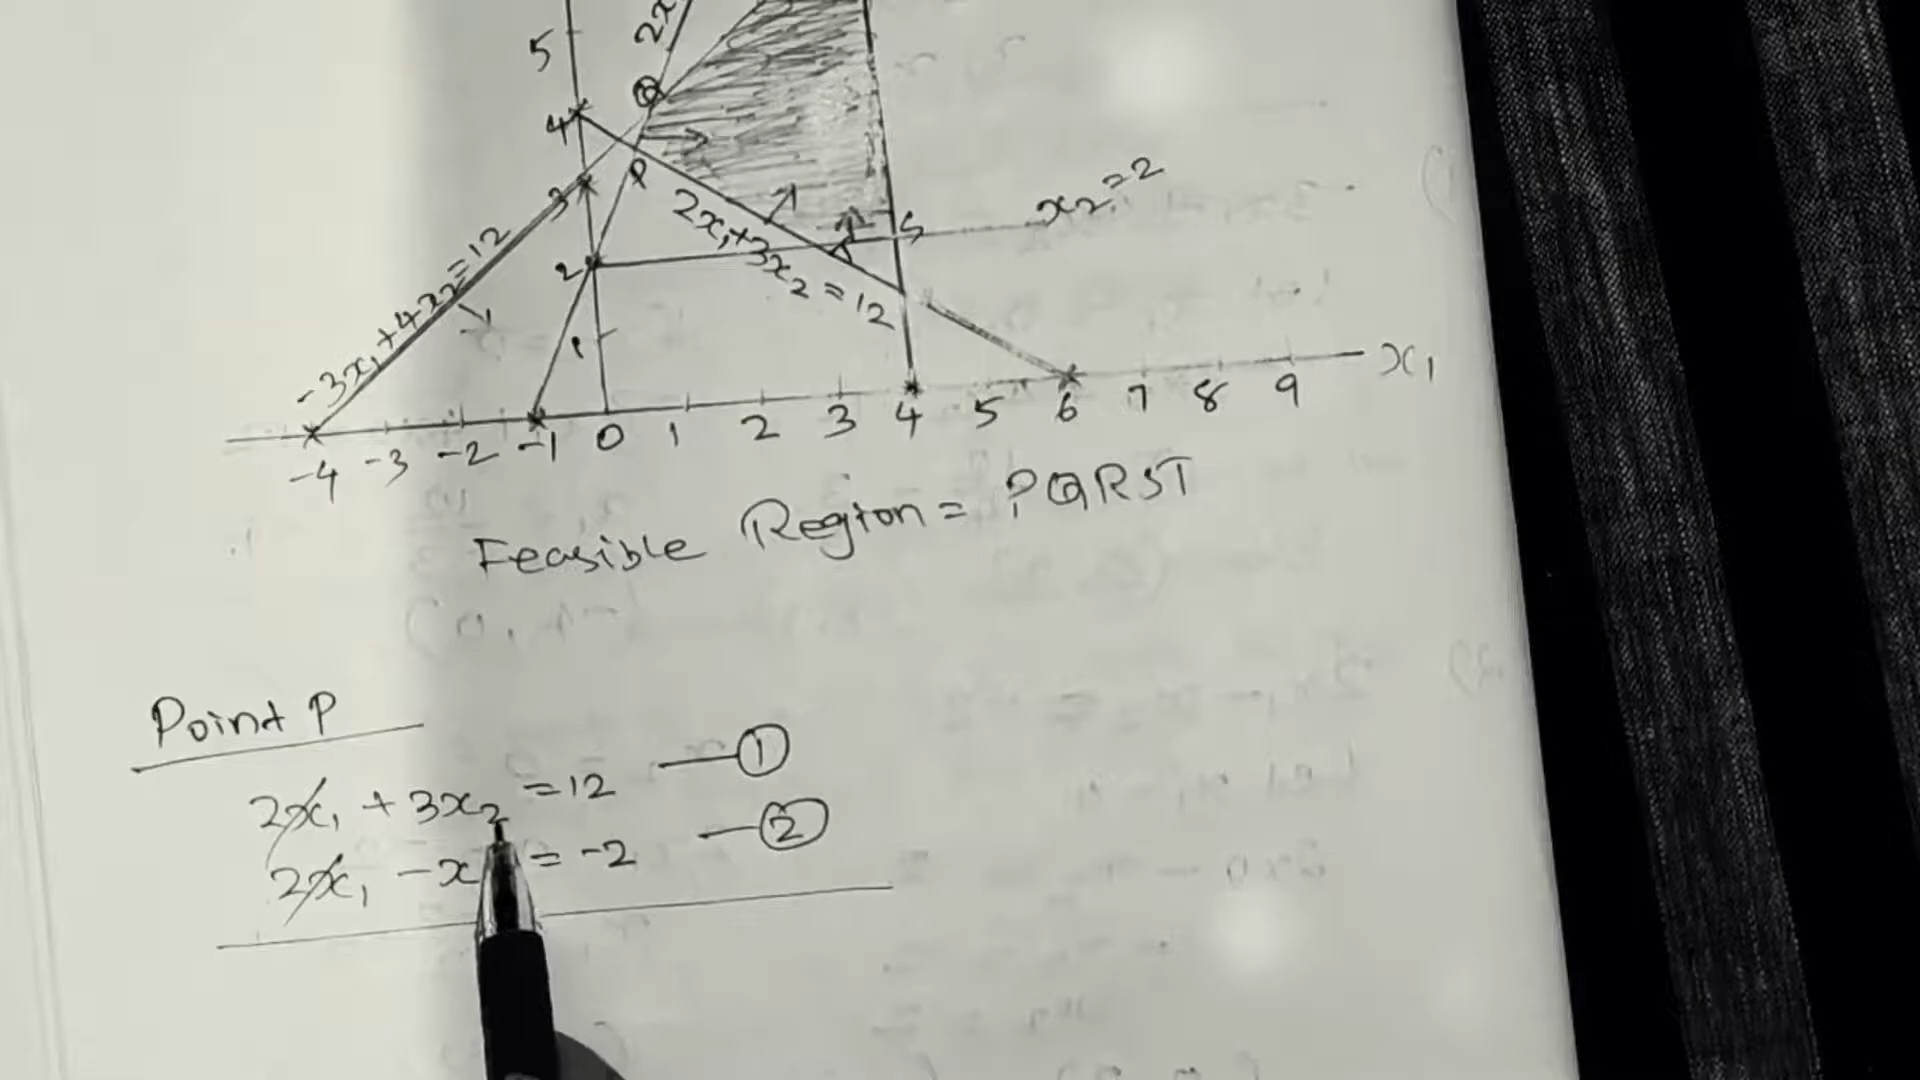 5
2x
Q
4
P
3
x₂=2
S
2x₁+3x₂=12
2
-3x₁+4x₂=12
1
x₁
-4 -3 -2 -1 0 1 2 3 4 5 6 7 8 9
Feasible Region = PQRST
Point P
2x₁ + 3x₂ = 12 — ①
2x₁ - x = -2 — ②